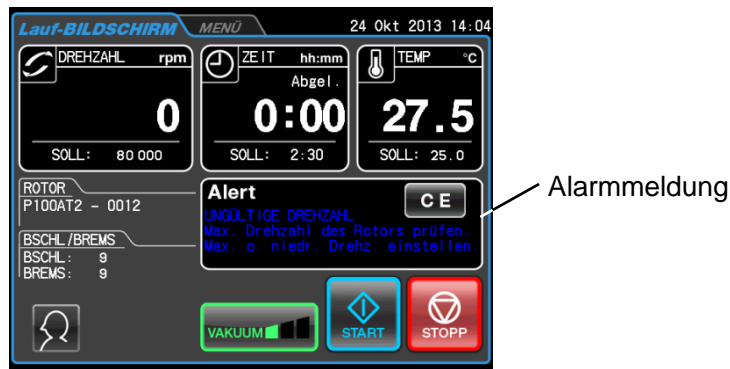 Lauf-BILDSCHIRM MENÜ 24 Okt 2013 14:04
DREHZAHL rpm
0
SOLL: 80 000
ZEIT hh:mm
Abgel.
0:00
SOLL: 2:30
TEMP °C
27.5
SOLL: 25.0
ROTOR
P100AT2 - 0012
BSCHL/BREMS
BSCHL: 9
BREMS: 9
Alert
CE
UNGÜLTIGE DREHZAHL
Max. Drehzahl des Rotors prüfen.
Max. o. niedr. Drehz. einstellen.
Alarmmeldung
VAKUUM
START
STOPP